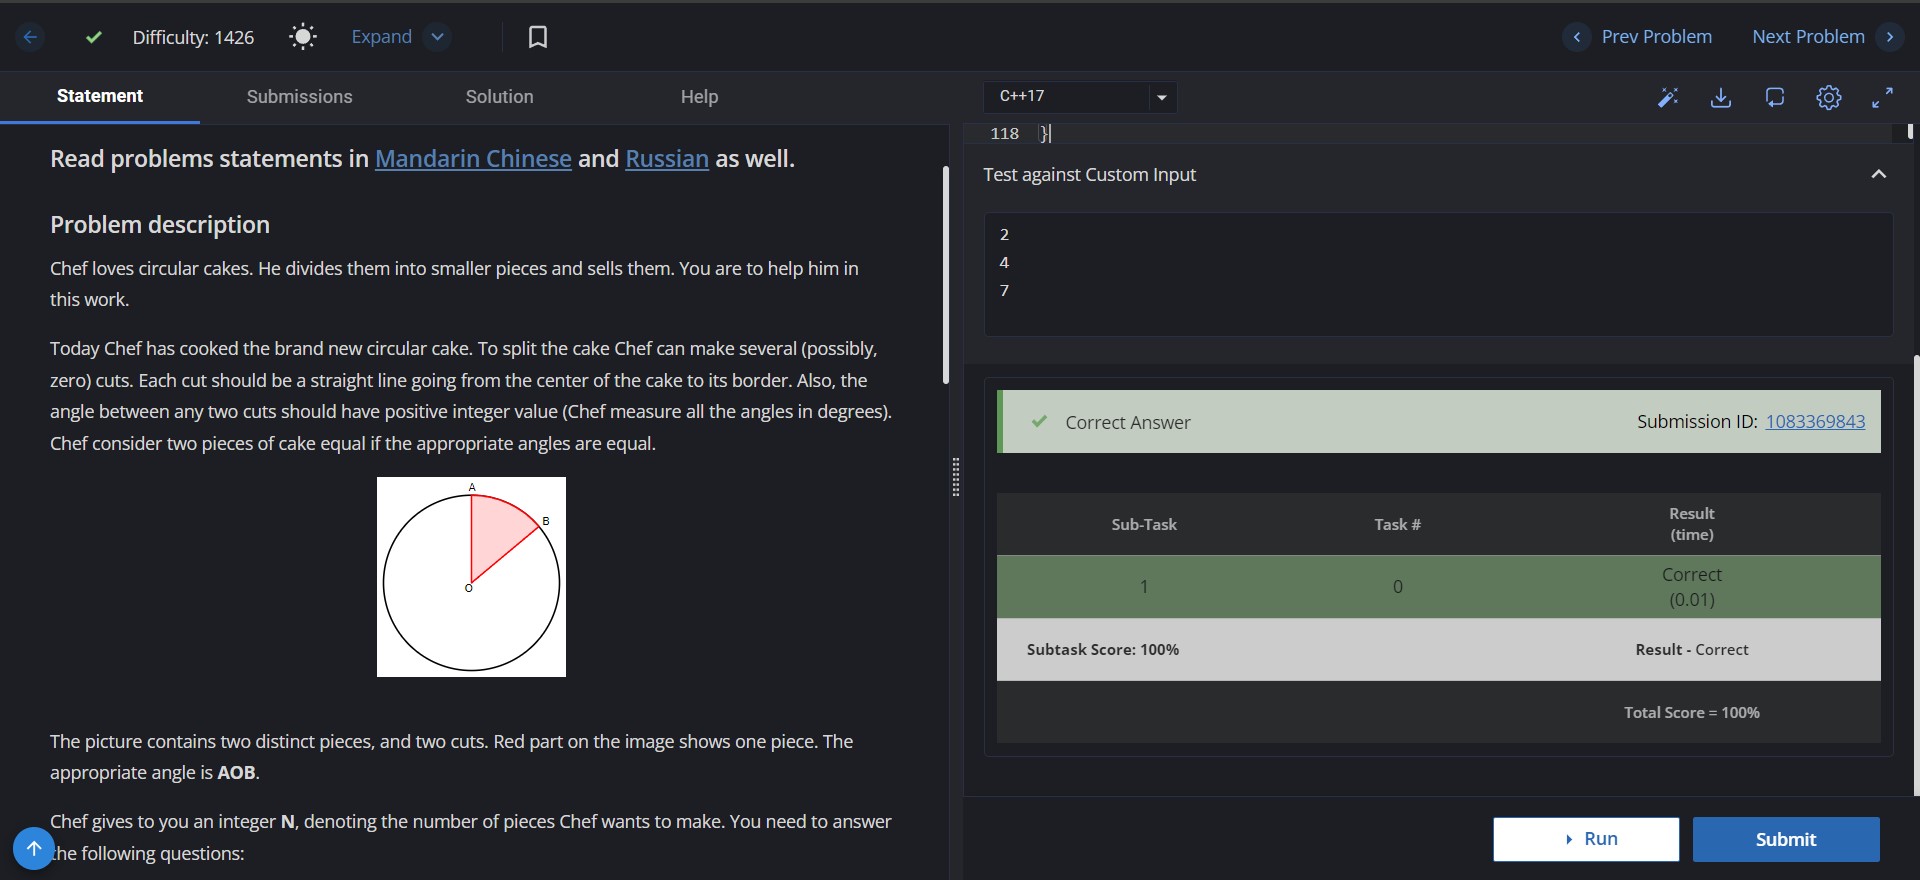 Difficulty: 1426
Expand
Prev Problem
Next Problem
Statement
Submissions
Solution
Help
Read problems statements in Mandarin Chinese and Russian as well.
Problem description
Chef loves circular cakes. He divides them into smaller pieces and sells them. You are to help him in
this work.
Today Chef has cooked the brand new circular cake. To split the cake Chef can make several (possibly,
zero) cuts. Each cut should be a straight line going from the center of the cake to its border. Also, the
angle between any two cuts should have positive integer value (Chef measure all the angles in degrees).
Chef consider two pieces of cake equal if the appropriate angles are equal.
A
B
O
The picture contains two distinct pieces, and two cuts. Red part on the image shows one piece. The
appropriate angle is AOB.
Chef gives to you an integer N, denoting the number of pieces Chef wants to make. You need to answer
the following questions:
C++17
118 }
Test against Custom Input
2
4
7
Correct Answer
Submission ID: 1083369843
Sub-Task
Task #
Result
(time)
1
0
Correct
(0.01)
Subtask Score: 100%
Result - Correct
Total Score = 100%
Run
Submit